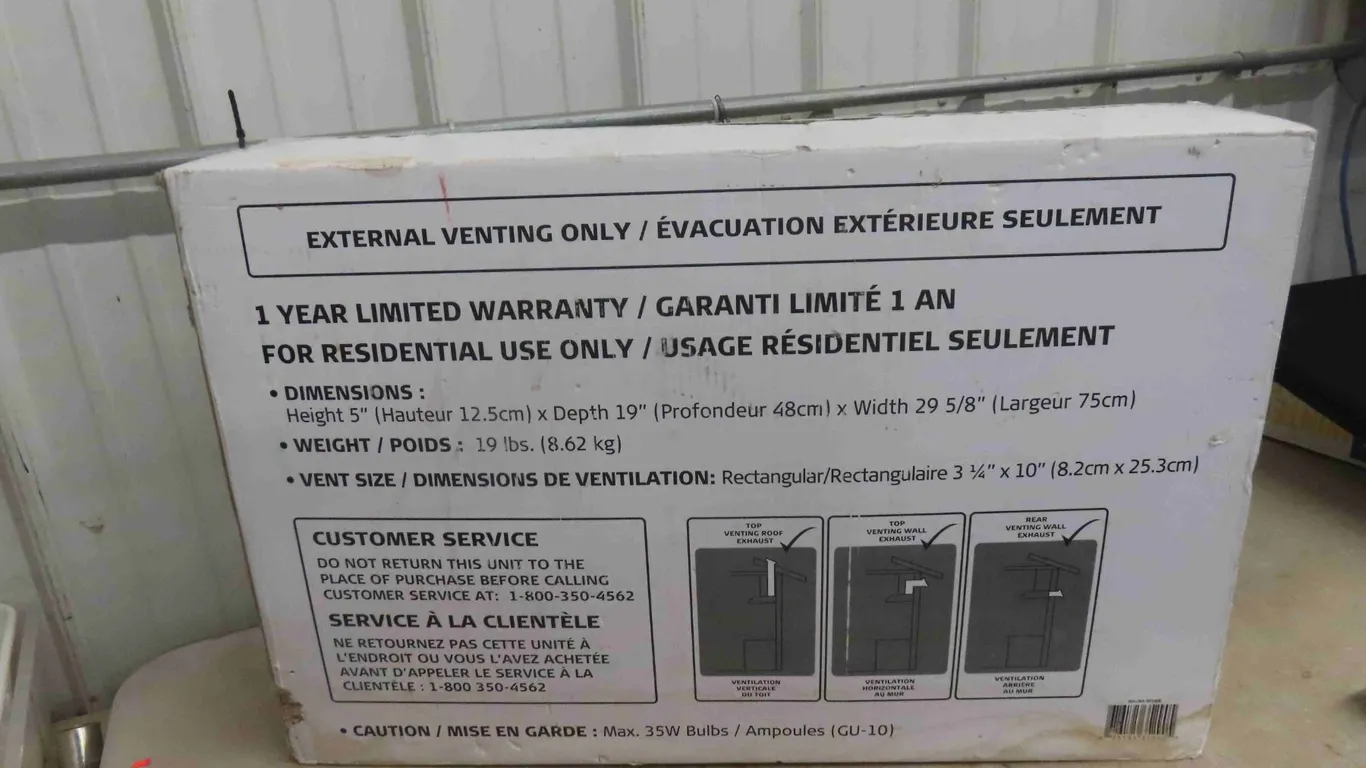 EXTERNAL VENTING ONLY / ÉVACUATION EXTÉRIEURE SEULEMENT
1 YEAR LIMITED WARRANTY / GARANTI LIMITÉ 1 AN
FOR RESIDENTIAL USE ONLY / USAGE RÉSIDENTIEL SEULEMENT
• DIMENSIONS :
Height 5" (Hauteur 12.5cm) x Depth 19" (Profondeur 48cm) x Width 29 5/8" (Largeur 75cm)
• WEIGHT / POIDS : 19 lbs. (8.62 kg)
• VENT SIZE / DIMENSIONS DE VENTILATION: Rectangular/Rectangulaire 3 ¼" x 10" (8.2cm x 25.3cm)
CUSTOMER SERVICE
DO NOT RETURN THIS UNIT TO THE
PLACE OF PURCHASE BEFORE CALLING
CUSTOMER SERVICE AT: 1-800-350-4562
SERVICE À LA CLIENTÈLE
NE RETOURNEZ PAS CETTE UNITÉ À
L'ENDROIT OU VOUS L'AVEZ ACHETÉE
AVANT D'APPELER LE SERVICE À LA
CLIENTÈLE : 1-800 350-4562
TOP
VENTING ROOF
EXHAUST
VENTILATION
VERTICALE
DU TOIT
TOP
VENTING WALL
EXHAUST
VENTILATION
HORIZONTALE
AU MUR
REAR
VENTING WALL
EXHAUST
VENTILATION
ARRIÈRE
AU MUR
• CAUTION / MISE EN GARDE : Max. 35W Bulbs / Ampoules (GU-10)